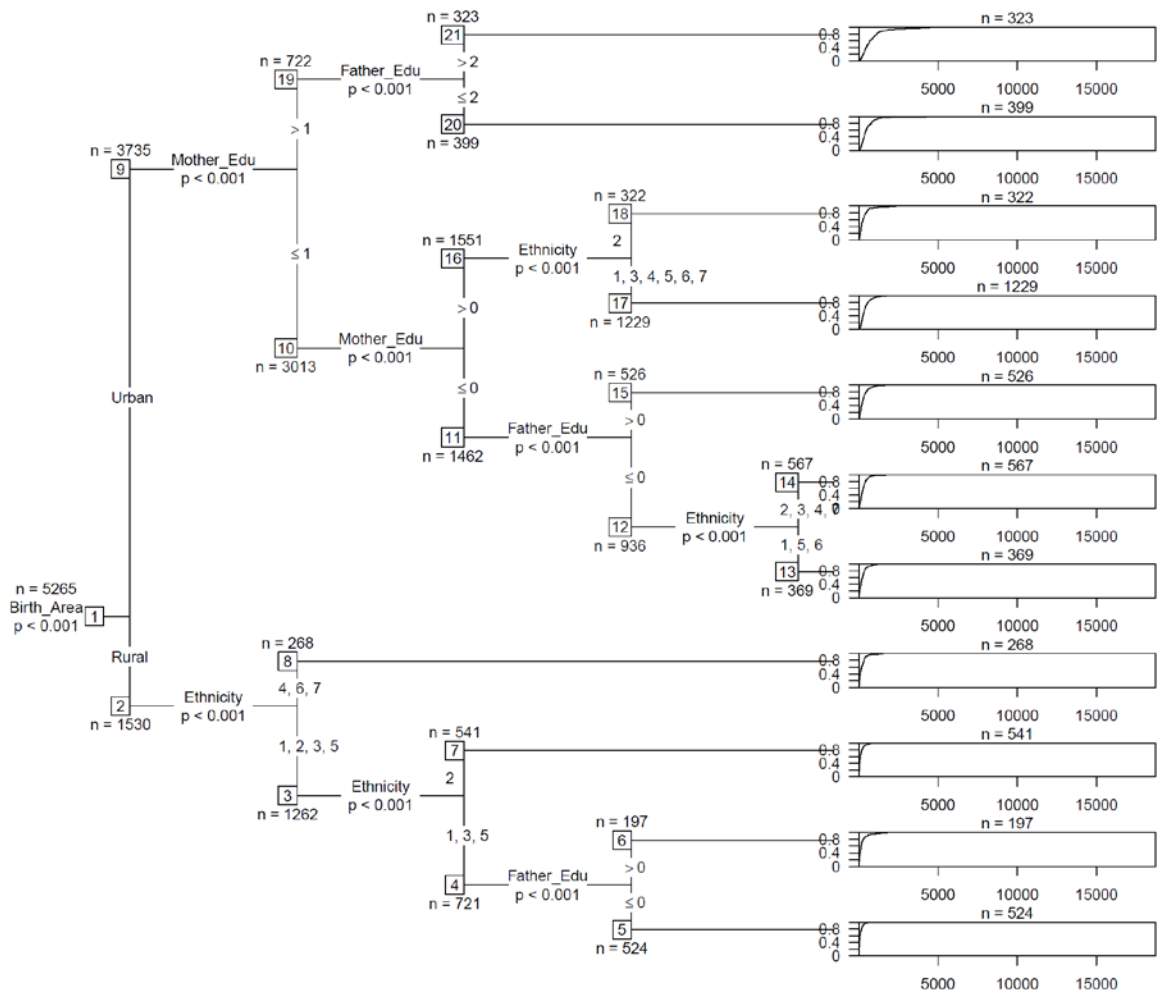 n = 323
21
> 2
n = 722
19
Father_Edu
p < 0.001
≤ 2
20
n = 399
> 1
n = 3735
9
Mother_Edu
p < 0.001
≤ 1
n = 322
18
2
n = 1551
16
Ethnicity
p < 0.001
1, 3, 4, 5, 6, 7
17
n = 1229
> 0
10
n = 3013
Mother_Edu
p < 0.001
≤ 0
n = 526
15
> 0
11
n = 1462
Father_Edu
p < 0.001
≤ 0
n = 567
14
2, 3, 4, 7
12
n = 936
Ethnicity
p < 0.001
1, 5, 6
13
n = 369
Urban
n = 5265
Birth_Area
p < 0.001
1
Rural
2
n = 1530
Ethnicity
p < 0.001
n = 268
8
4, 6, 7
1, 2, 3, 5
3
n = 1262
Ethnicity
p < 0.001
n = 541
7
2
1, 3, 5
4
n = 721
Father_Edu
p < 0.001
n = 197
6
> 0
≤ 0
5
n = 524
n = 323
0.8
0.4
0
5000 10000 15000
n = 399
0.8
0.4
0
5000 10000 15000
n = 322
0.8
0.4
0
5000 10000 15000
n = 1229
0.8
0.4
0
5000 10000 15000
n = 526
0.8
0.4
0
5000 10000 15000
n = 567
0.8
0.4
0
5000 10000 15000
n = 369
0.8
0.4
0
5000 10000 15000
n = 268
0.8
0.4
0
5000 10000 15000
n = 541
0.8
0.4
0
5000 10000 15000
n = 197
0.8
0.4
0
5000 10000 15000
n = 524
0.8
0.4
0
5000 10000 15000